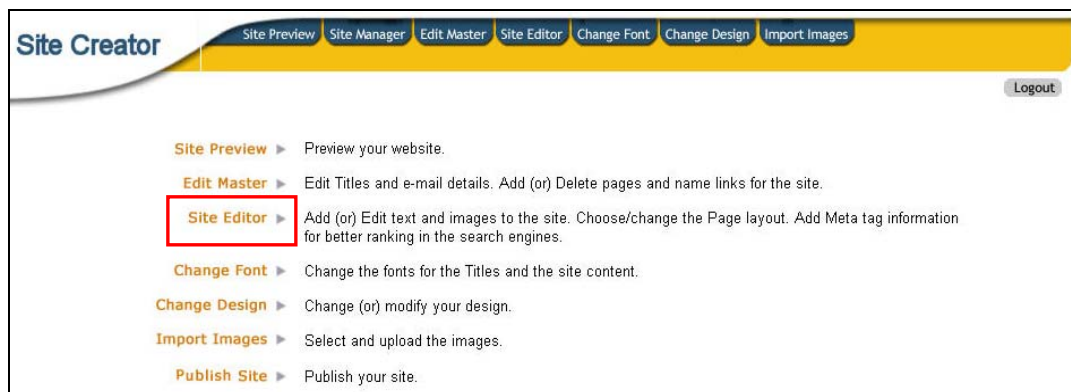 Site Creator
Site Preview Site Manager Edit Master Site Editor Change Font Change Design Import Images
Logout
Site Preview Preview your website.
Edit Master Edit Titles and e-mail details. Add (or) Delete pages and name links for the site.
Site Editor Add (or) Edit text and images to the site. Choose/change the Page layout. Add Meta tag information
for better ranking in the search engines.
Change Font Change the fonts for the Titles and the site content.
Change Design Change (or) modify your design.
Import Images Select and upload the images.
Publish Site Publish your site.